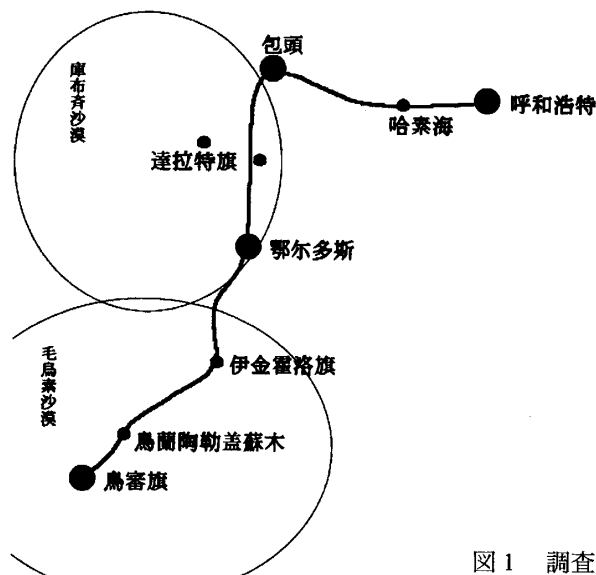 包頭
庫布斉沙漠
呼和浩特
哈素海
達拉特旗
鄂尓多斯
毛烏素沙漠
伊金霍洛旗
烏蘭陶勒盖蘇木
烏審旗
図1 調査